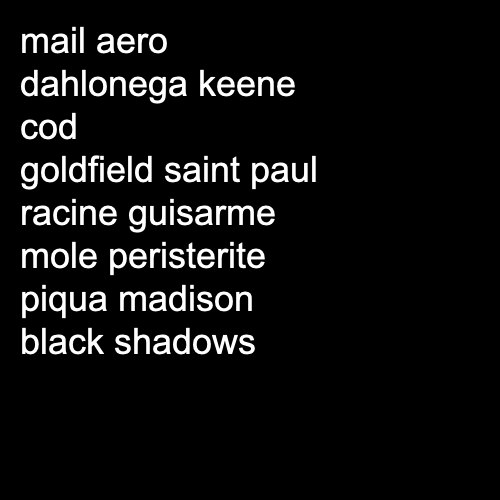 mail aero
dahlonega keene
cod
goldfield saint paul
racine guisarme
mole peristerite
piqua madison
black shadows